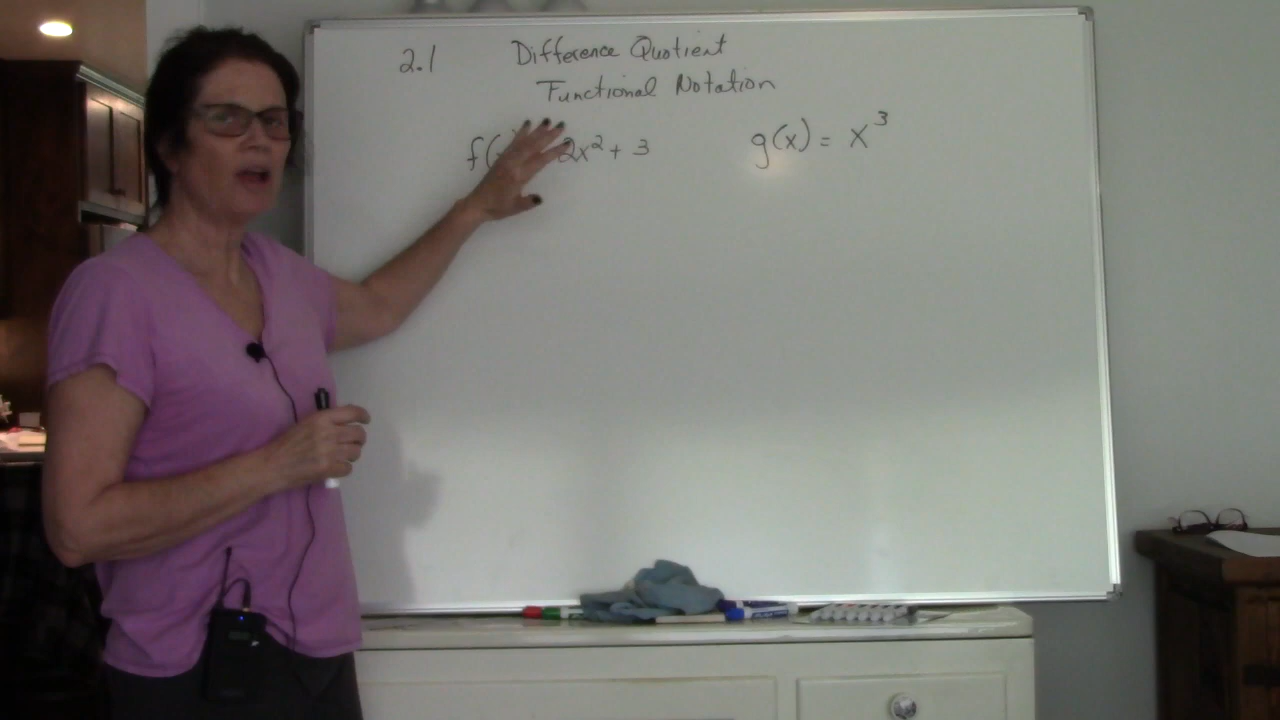 2.1 Difference Quotient
Functional Notation
f( 2x² + 3 g(x) = x³